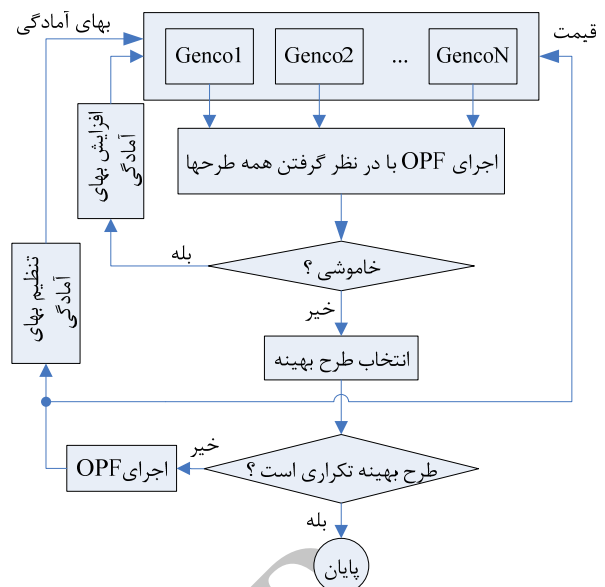 بهای آمادگی
قیمت
Genco1
Genco2
...
GencoN
اجرای OPF با در نظر گرفتن همه طرحها
افزایش بهای
آمادگی
خاموشی ؟
بله
خیر
تنظیم بهای
آمادگی
انتخاب طرح بهینه
طرح بهینه تکراری است ؟
خیر
اجرای OPF
بله
پایان